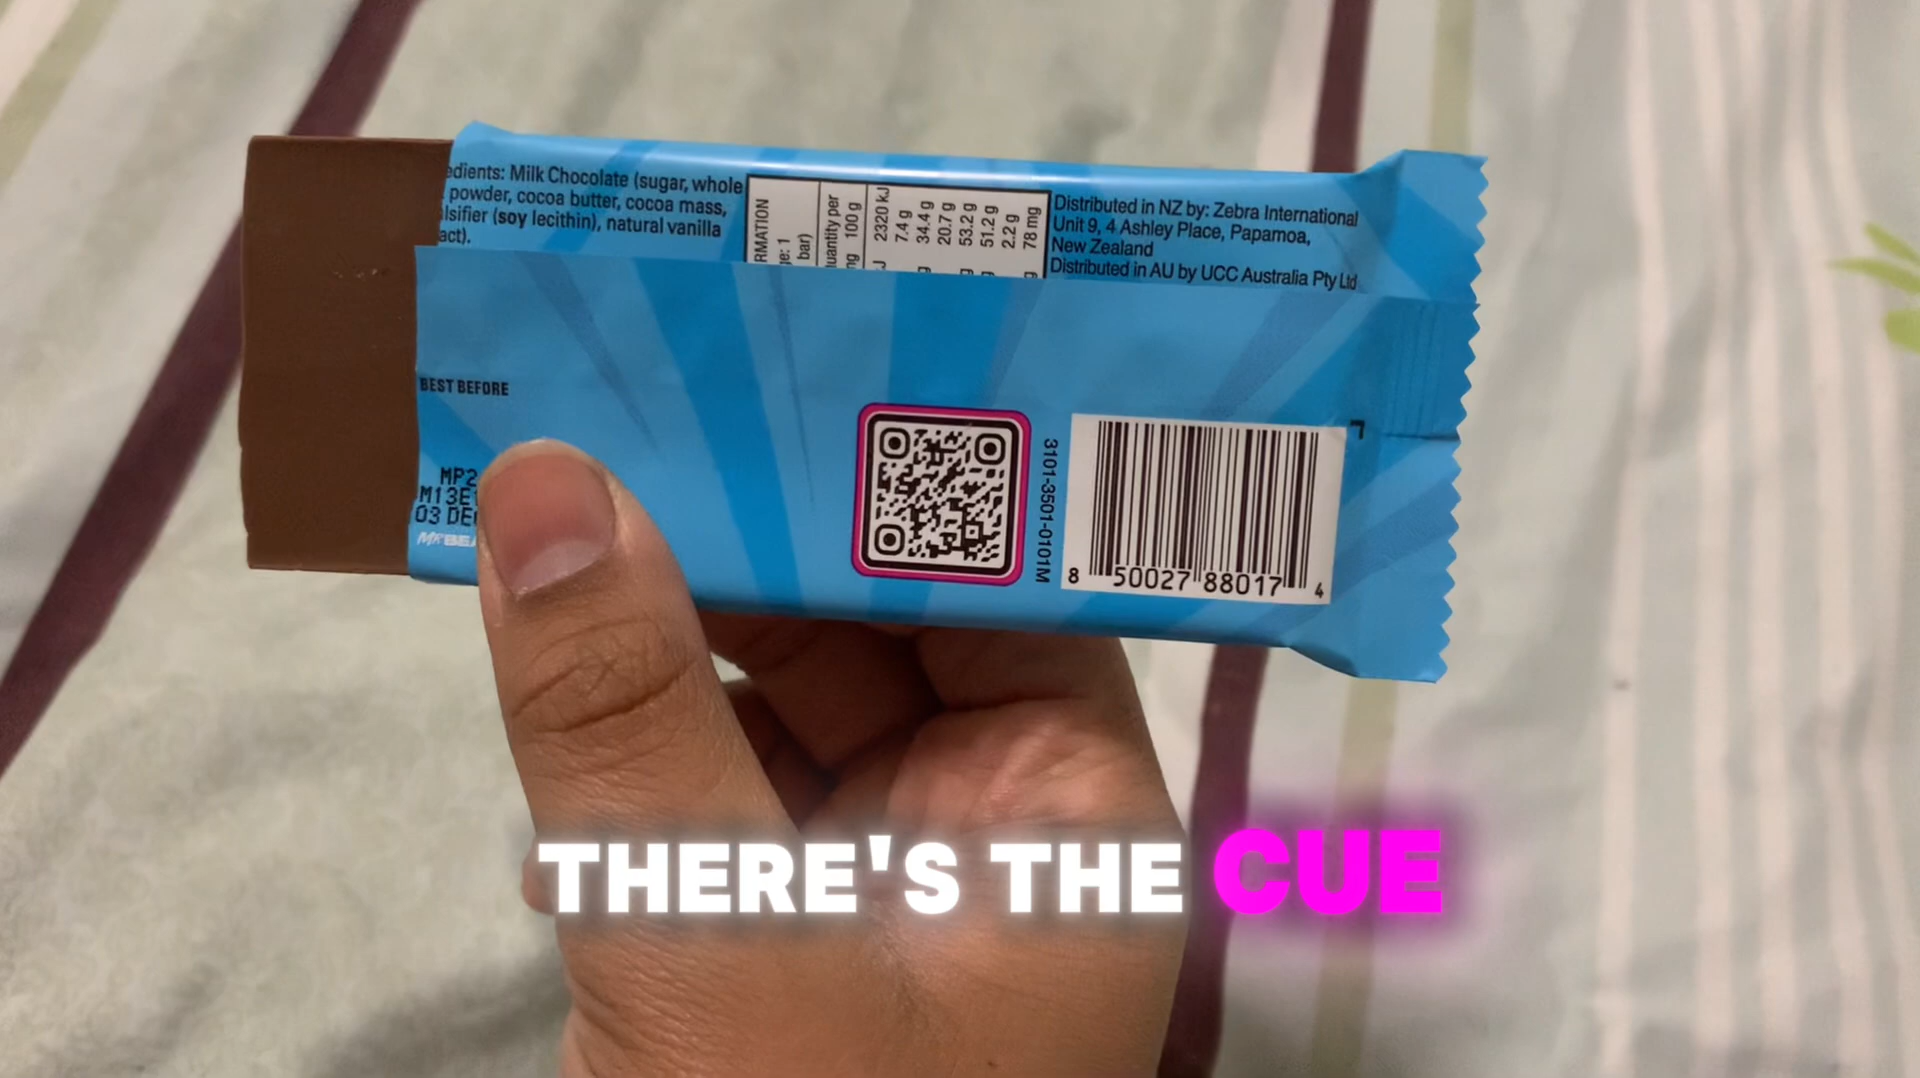 edients: Milk Chocolate (sugar, whole
powder, cocoa butter, cocoa mass,
lsifier (soy lecithin), natural vanilla
act).
RMATION
e: 1
bar)
uantity per
100 g
2320 kJ
7.4 g
34.4 g
20.7 g
53.2 g
51.2 g
2.2 g
78 mg
Distributed in NZ by: Zebra International
Unit 9, 4 Ashley Place, Papamoa,
New Zealand
Distributed in AU by UCC Australia Pty Ltd
BEST BEFORE
MP2
M13E
03 DE
MRBEA
3101-3501-0101M
8 50027 88017 4
THERE'S THE CUE